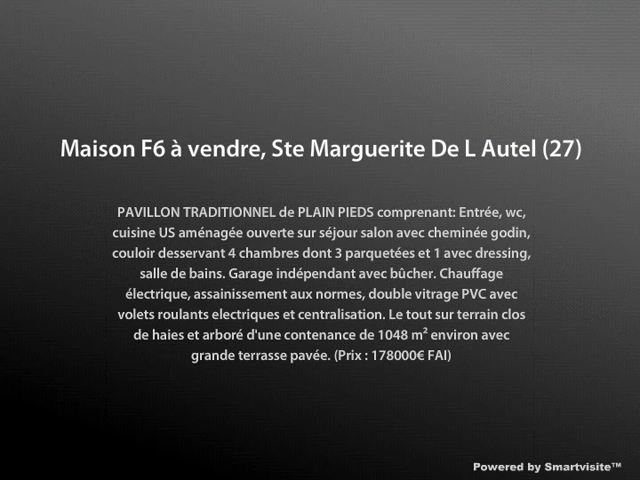 Maison F6 à vendre, Ste Marguerite De L Autel (27)
PAVILLON TRADITIONNEL de PLAIN PIEDS comprenant: Entrée, wc,
cuisine US aménagée ouverte sur séjour salon avec cheminée godin,
couloir desservant 4 chambres dont 3 parquetées et 1 avec dressing,
salle de bains. Garage indépendant avec bûcher. Chauffage
électrique, assainissement aux normes, double vitrage PVC avec
volets roulants electriques et centralisation. Le tout sur terrain clos
de haies et arboré d'une contenance de 1048 m² environ avec
grande terrasse pavée. (Prix : 178000€ FAI)
Powered by Smartvisite™